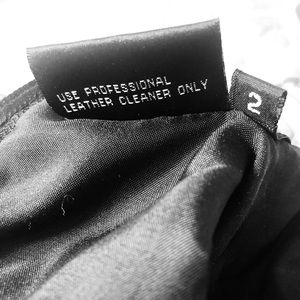 USE PROFESSIONAL
LEATHER CLEANER ONLY
2